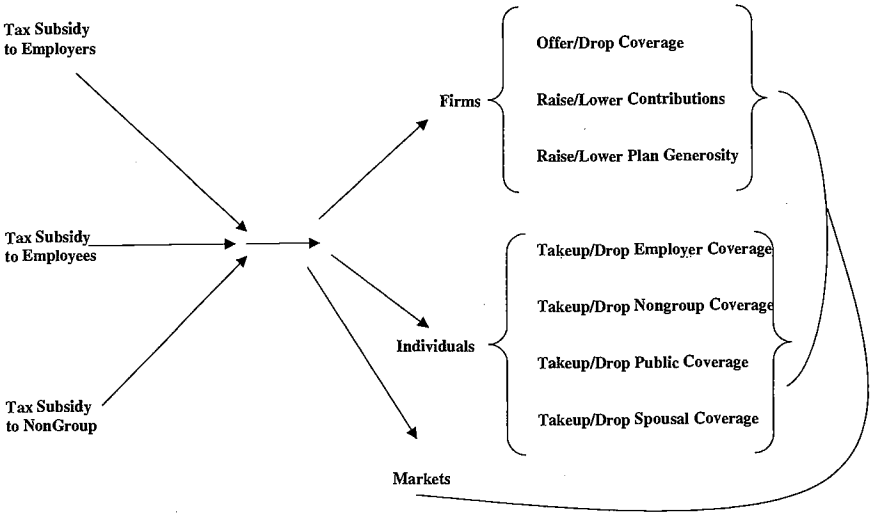 Tax Subsidy
to Employers
Tax Subsidy
to Employees
Tax Subsidy
to NonGroup
Firms
Offer/Drop Coverage
Raise/Lower Contributions
Raise/Lower Plan Generosity
Individuals
Takeup/Drop Employer Coverage
Takeup/Drop Nongroup Coverage
Takeup/Drop Public Coverage
Takeup/Drop Spousal Coverage
Markets